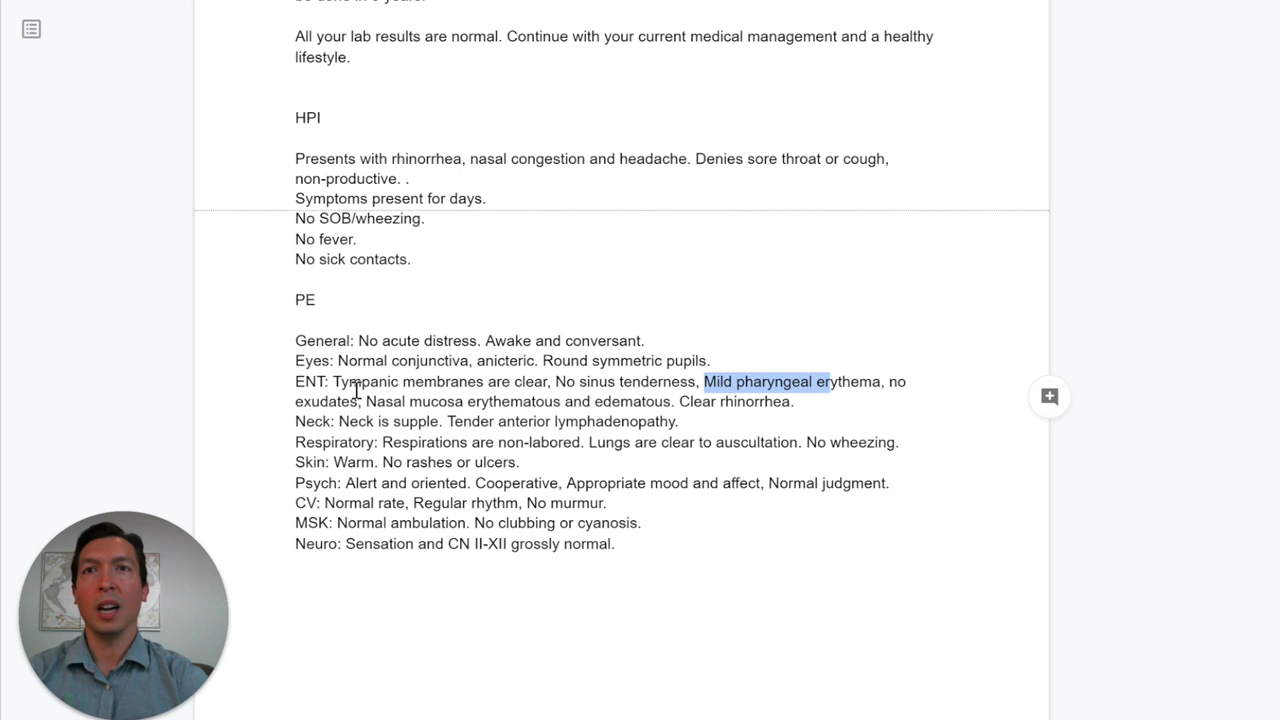 All your lab results are normal. Continue with your current medical management and a healthy
lifestyle.
HPI
Presents with rhinorrhea, nasal congestion and headache. Denies sore throat or cough,
non-productive. .
Symptoms present for days.
No SOB/wheezing.
No fever.
No sick contacts.
PE
General: No acute distress. Awake and conversant.
Eyes: Normal conjunctiva, anicteric. Round symmetric pupils.
ENT: Tympanic membranes are clear, No sinus tenderness, Mild pharyngeal erythema, no
exudates, Nasal mucosa erythematous and edematous. Clear rhinorrhea.
Neck: Neck is supple. Tender anterior lymphadenopathy.
Respiratory: Respirations are non-labored. Lungs are clear to auscultation. No wheezing.
Skin: Warm. No rashes or ulcers.
Psych: Alert and oriented. Cooperative, Appropriate mood and affect, Normal judgment.
CV: Normal rate, Regular rhythm, No murmur.
MSK: Normal ambulation. No clubbing or cyanosis.
Neuro: Sensation and CN II-XII grossly normal.